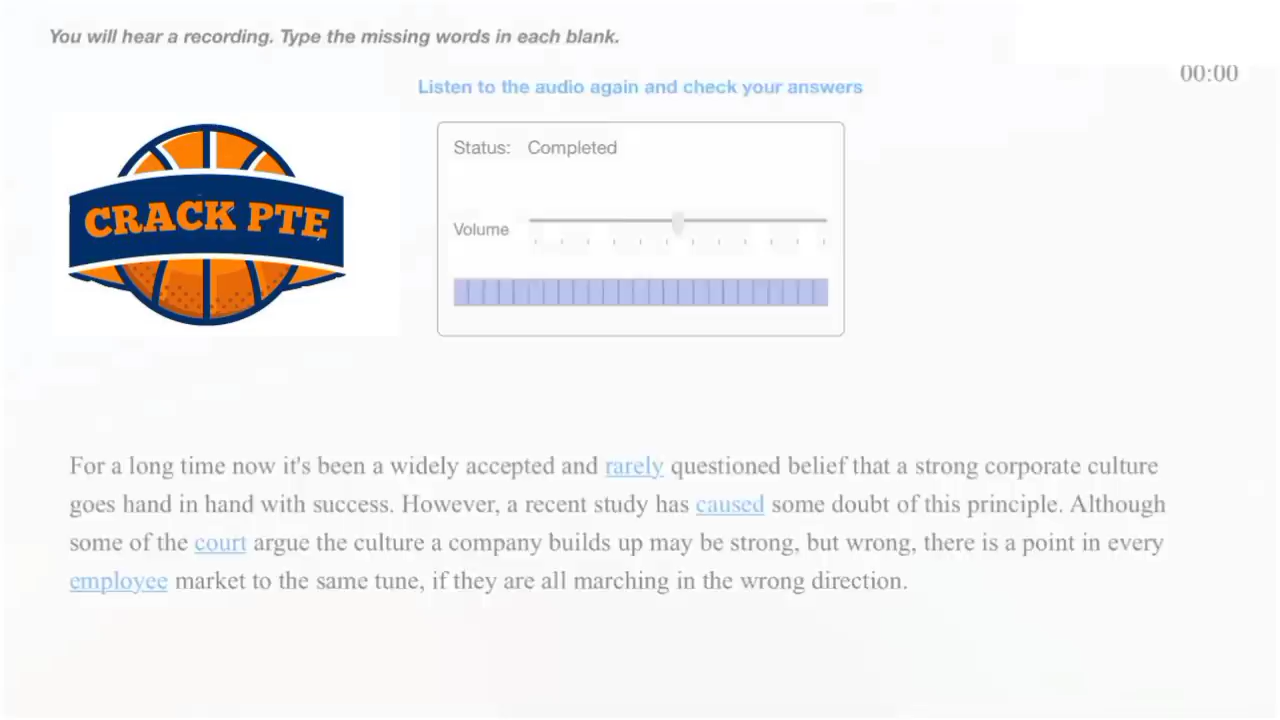 You will hear a recording. Type the missing words in each blank.
00:00
Listen to the audio again and check your answers
Status: Completed
CRACK PTE
Volume
For a long time now it's been a widely accepted and rarely questioned belief that a strong corporate culture
goes hand in hand with success. However, a recent study has caused some doubt of this principle. Although
some of the court argue the culture a company builds up may be strong, but wrong, there is a point in every
employee market to the same tune, if they are all marching in the wrong direction.